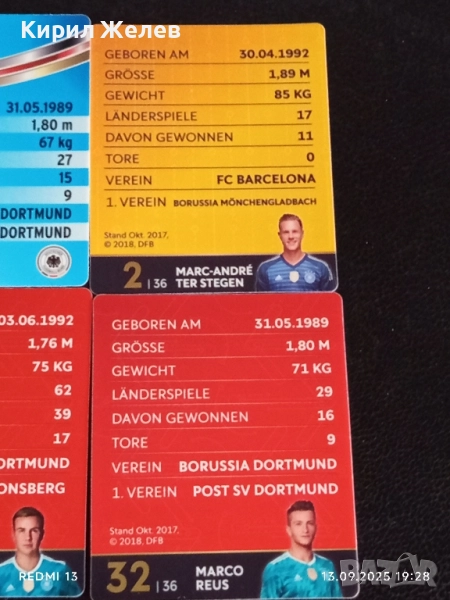 Кирил Желев
31.05.1989
1,80 m
67 kg
27
15
9
DORTMUND
DORTMUND
GEBOREN AM 30.04.1992
GRÖSSE 1,89 M
GEWICHT 85 KG
LÄNDERSPIELE 17
DAVON GEWONNEN 11
TORE 0
VEREIN FC BARCELONA
1. VEREIN BORUSSIA MÖNCHENGLADBACH
Stand Okt. 2017,
© 2018, DFB
2 | 36 MARC-ANDRÉ
TER STEGEN
03.06.1992
1,76 M
75 KG
62
39
17
ORTMUND
ONSBERG
GEBOREN AM 31.05.1989
GRÖSSE 1,80 M
GEWICHT 71 KG
LÄNDERSPIELE 29
DAVON GEWONNEN 16
TORE 9
VEREIN BORUSSIA DORTMUND
1. VEREIN POST SV DORTMUND
Stand Okt. 2017,
© 2018, DFB
32 | 36 MARCO
REUS
REDMI 13
13.09.2025 19:28
BAZAR